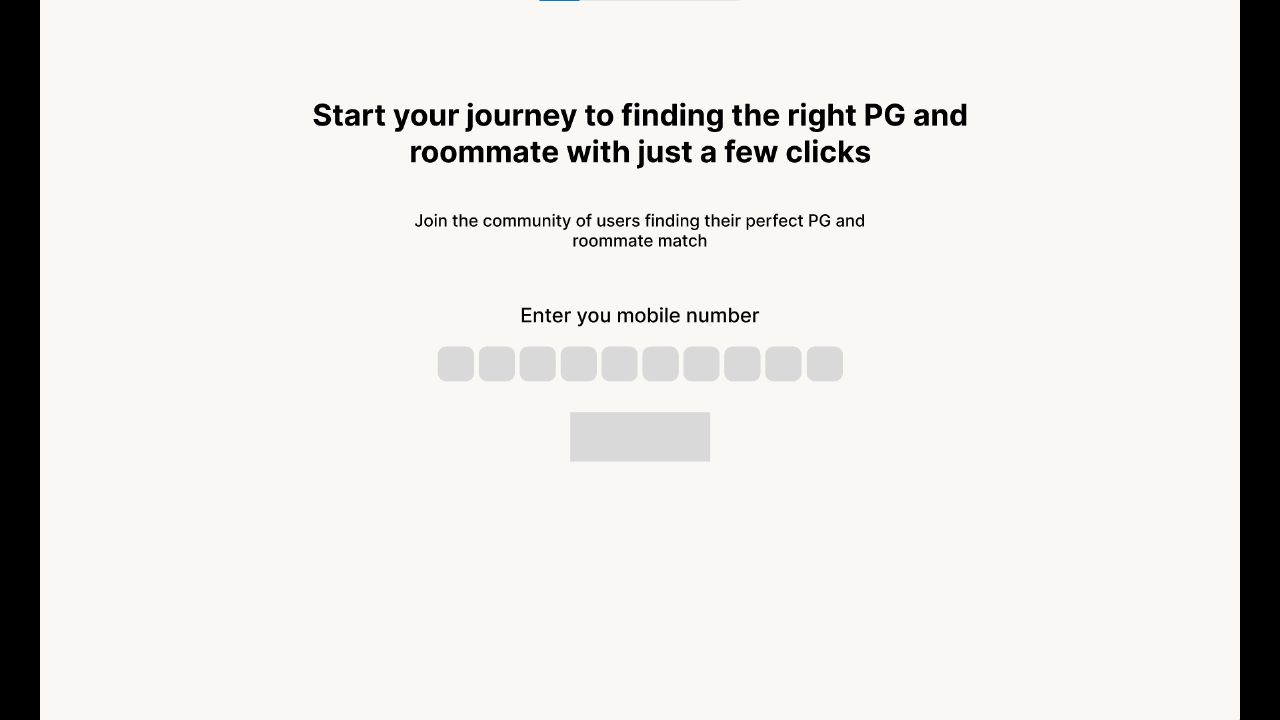 Start your journey to finding the right PG and
roommate with just a few clicks
Join the community of users finding their perfect PG and
roommate match
Enter you mobile number